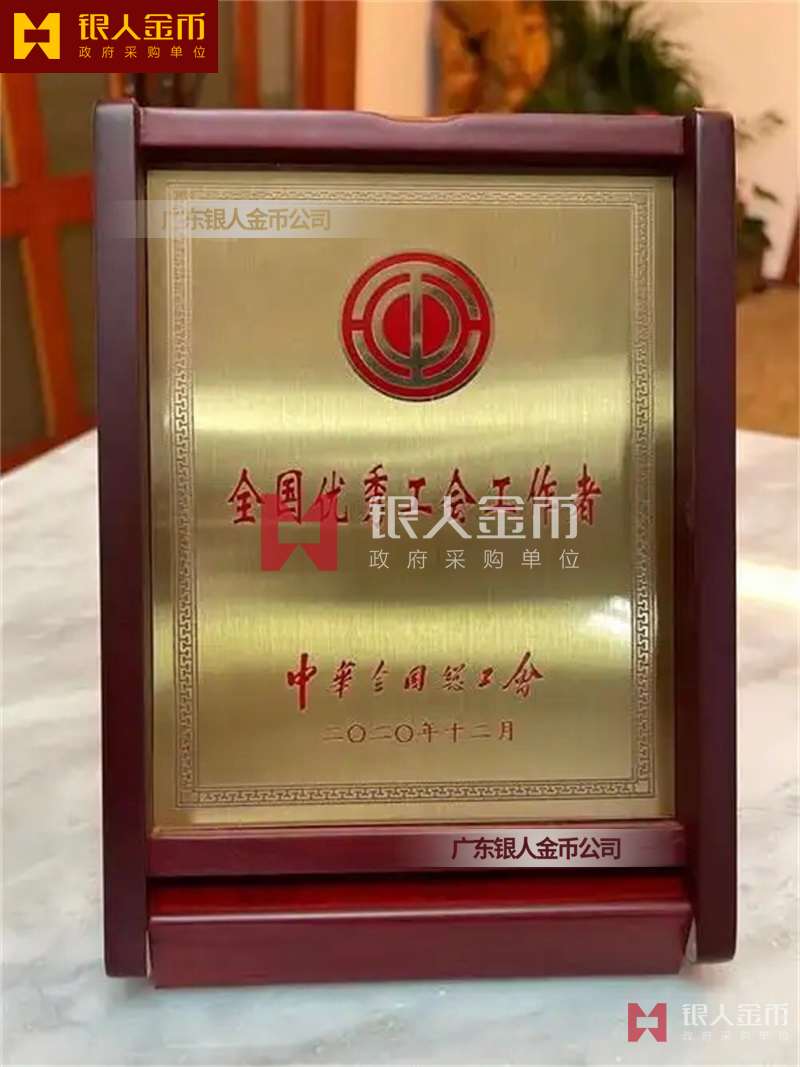 银人金币
政府采购单位
广东银人金币公司
全国优秀工会工作者
银人金币
政府采购单位
中华全国总工会
二〇二〇年十二月
广东银人金币公司
银人金币
政府采购单位